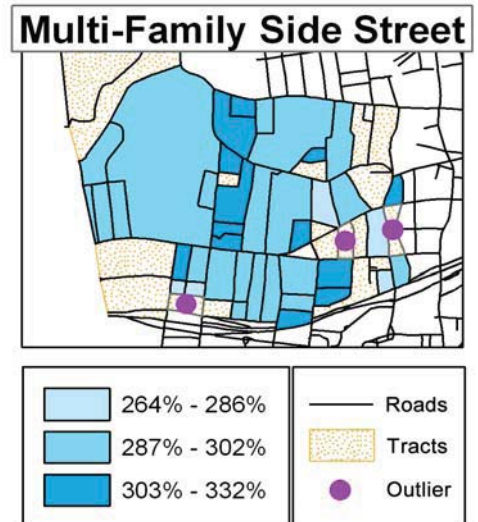 Multi-Family Side Street
264% - 286%
287% - 302%
303% - 332%
Roads
Tracts
Outlier